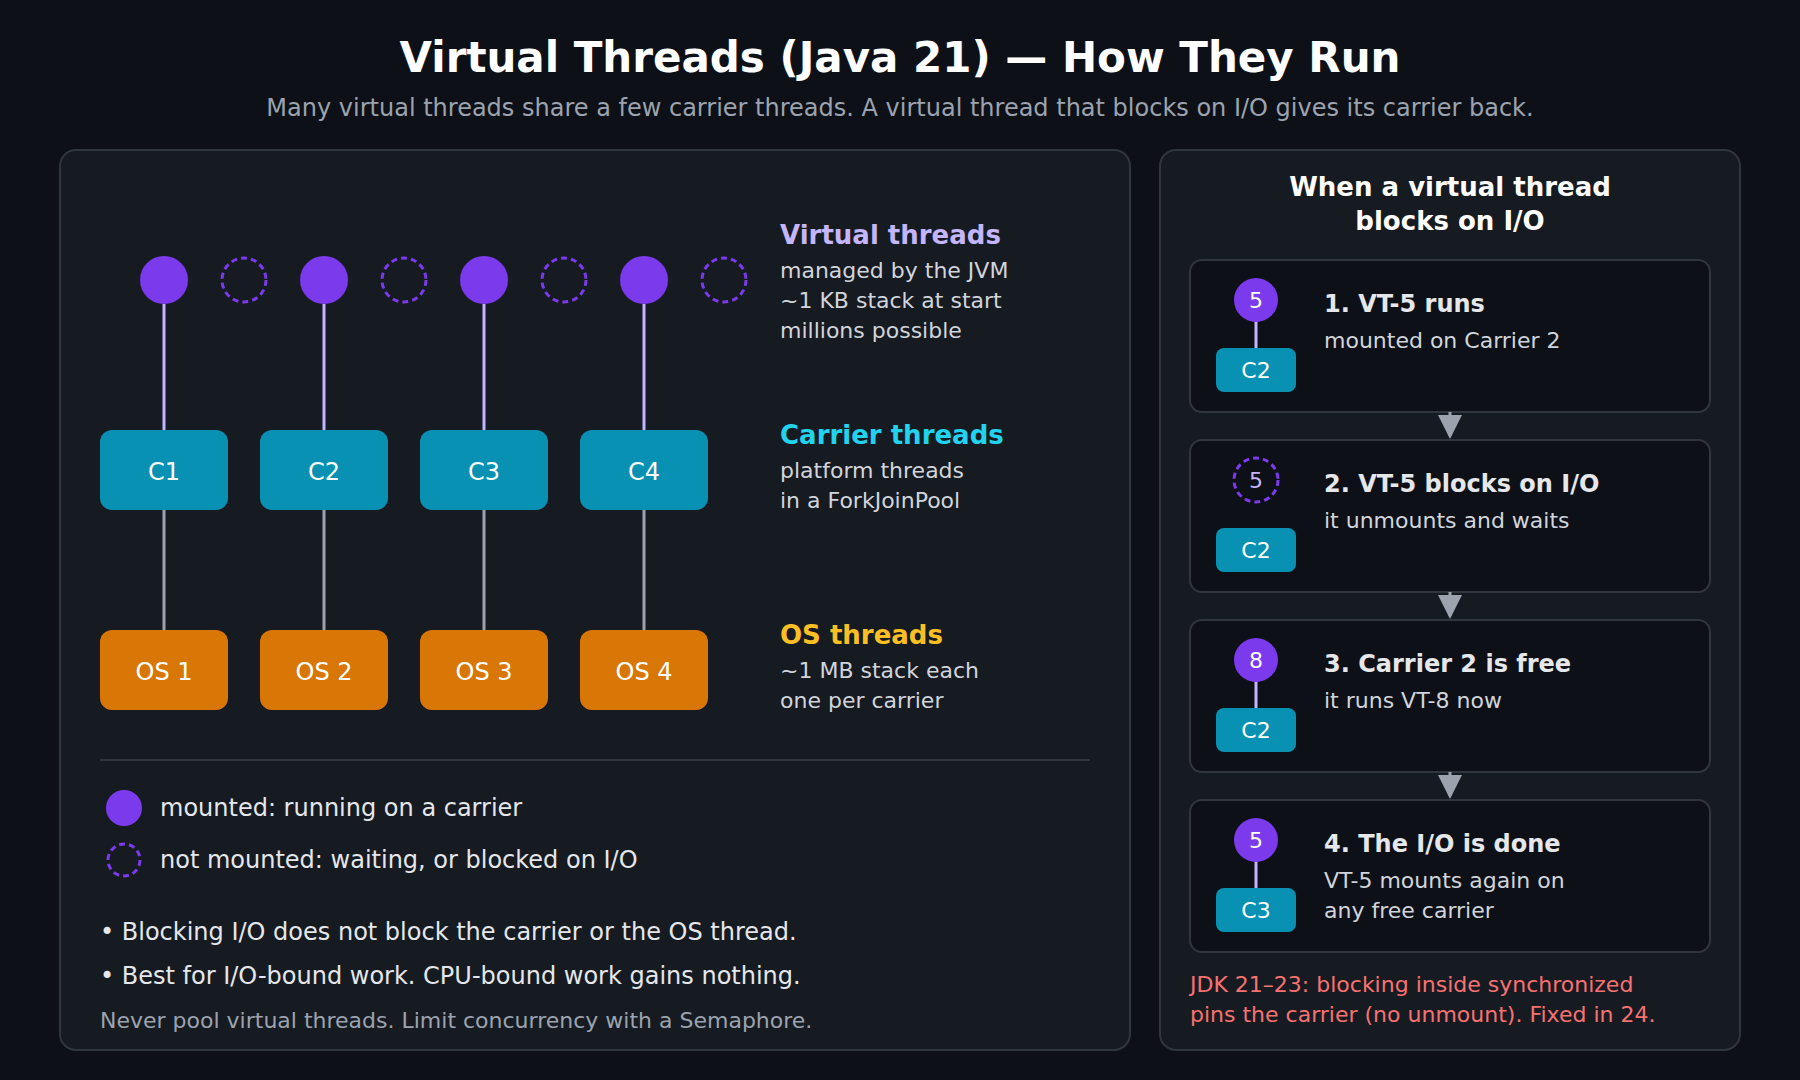 Virtual Threads (Java 21) — How They Run
Many virtual threads share a few carrier threads. A virtual thread that blocks on I/O gives its carrier back.
Virtual threads
managed by the JVM
~1 KB stack at start
millions possible
C1
C2
C3
C4
Carrier threads
platform threads
in a ForkJoinPool
OS 1
OS 2
OS 3
OS 4
OS threads
~1 MB stack each
one per carrier
mounted: running on a carrier
not mounted: waiting, or blocked on I/O
• Blocking I/O does not block the carrier or the OS thread.
• Best for I/O-bound work. CPU-bound work gains nothing.
Never pool virtual threads. Limit concurrency with a Semaphore.
When a virtual thread
blocks on I/O
5
C2
1. VT-5 runs
mounted on Carrier 2
5
C2
2. VT-5 blocks on I/O
it unmounts and waits
8
C2
3. Carrier 2 is free
it runs VT-8 now
5
C3
4. The I/O is done
VT-5 mounts again on
any free carrier
JDK 21–23: blocking inside synchronized
pins the carrier (no unmount). Fixed in 24.